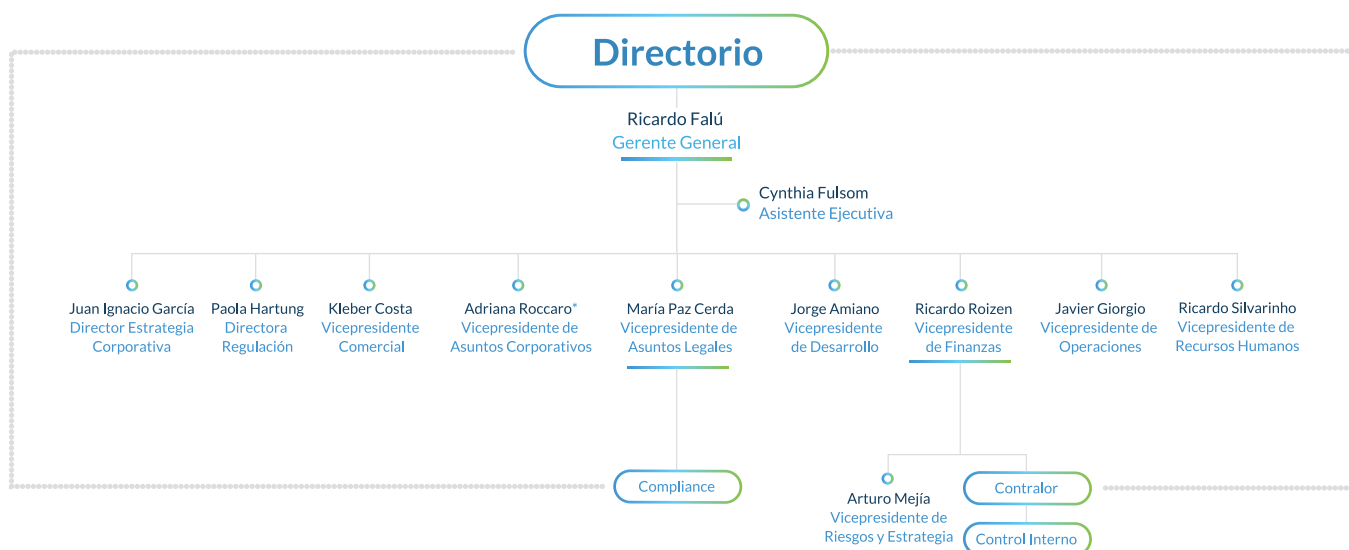 Directorio
Ricardo Falú
Gerente General
Cynthia Fulsom
Asistente Ejecutiva
Juan Ignacio García
Director Estrategia
Corporativa
Paola Hartung
Directora
Regulación
Kleber Costa
Vicepresidente
Comercial
Adriana Roccaro*
Vicepresidente de
Asuntos Corporativos
María Paz Cerda
Vicepresidente de
Asuntos Legales
Jorge Amiano
Vicepresidente
de Desarrollo
Ricardo Roizen
Vicepresidente
de Finanzas
Javier Giorgio
Vicepresidente de
Operaciones
Ricardo Silvarinho
Vicepresidente de
Recursos Humanos
Compliance
Arturo Mejía
Vicepresidente de
Riesgos y Estrategia
Contralor
Control Interno